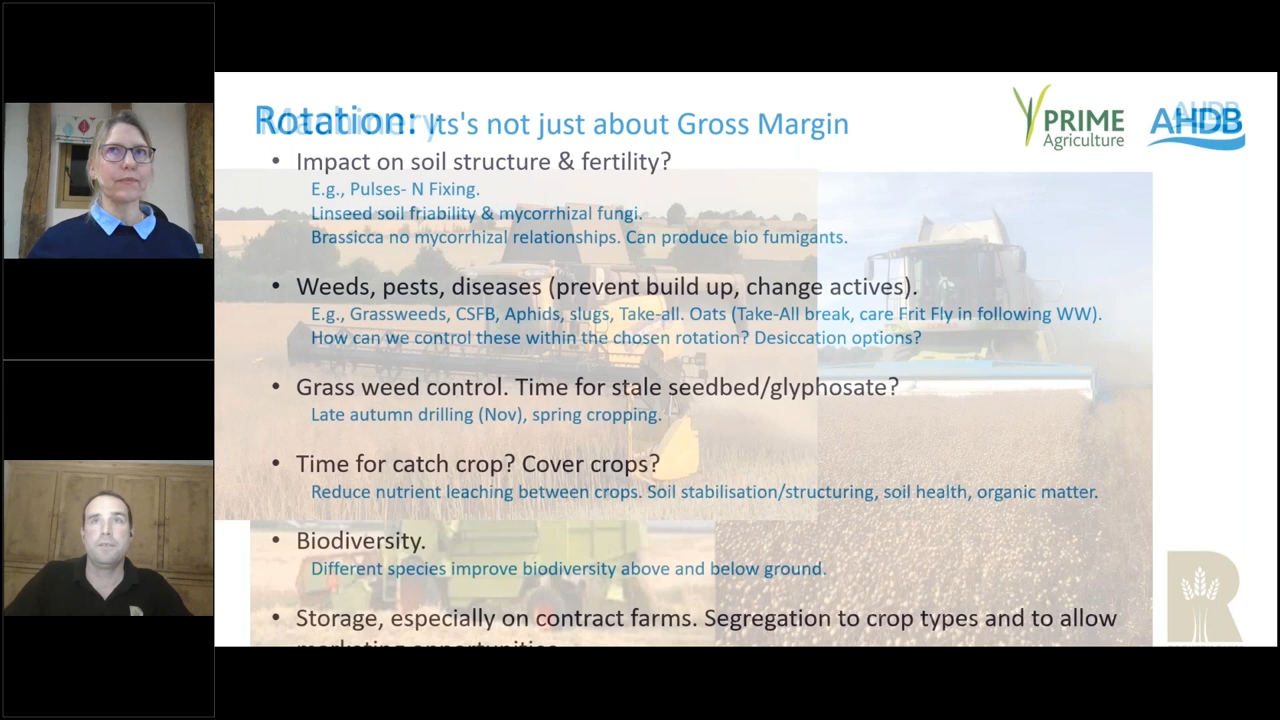 Rotation: Its's not just about Gross Margin
Machinery
PRIME
Agriculture
AHDB
• Impact on soil structure & fertility?
E.g., Pulses- N Fixing.
Linseed soil friability & mycorrhizal fungi.
Brassicca no mycorrhizal relationships. Can produce bio fumigants.
• Weeds, pests, diseases (prevent build up, change actives).
E.g., Grassweeds, CSFB, Aphids, slugs, Take-all. Oats (Take-All break, care Frit Fly in following WW).
How can we control these within the chosen rotation? Desiccation options?
• Grass weed control. Time for stale seedbed/glyphosate?
Late autumn drilling (Nov), spring cropping.
• Time for catch crop? Cover crops?
Reduce nutrient leaching between crops. Soil stabilisation/structuring, soil health, organic matter.
• Biodiversity.
Different species improve biodiversity above and below ground.
• Storage, especially on contract farms. Segregation to crop types and to allow
marketing opportunities
R